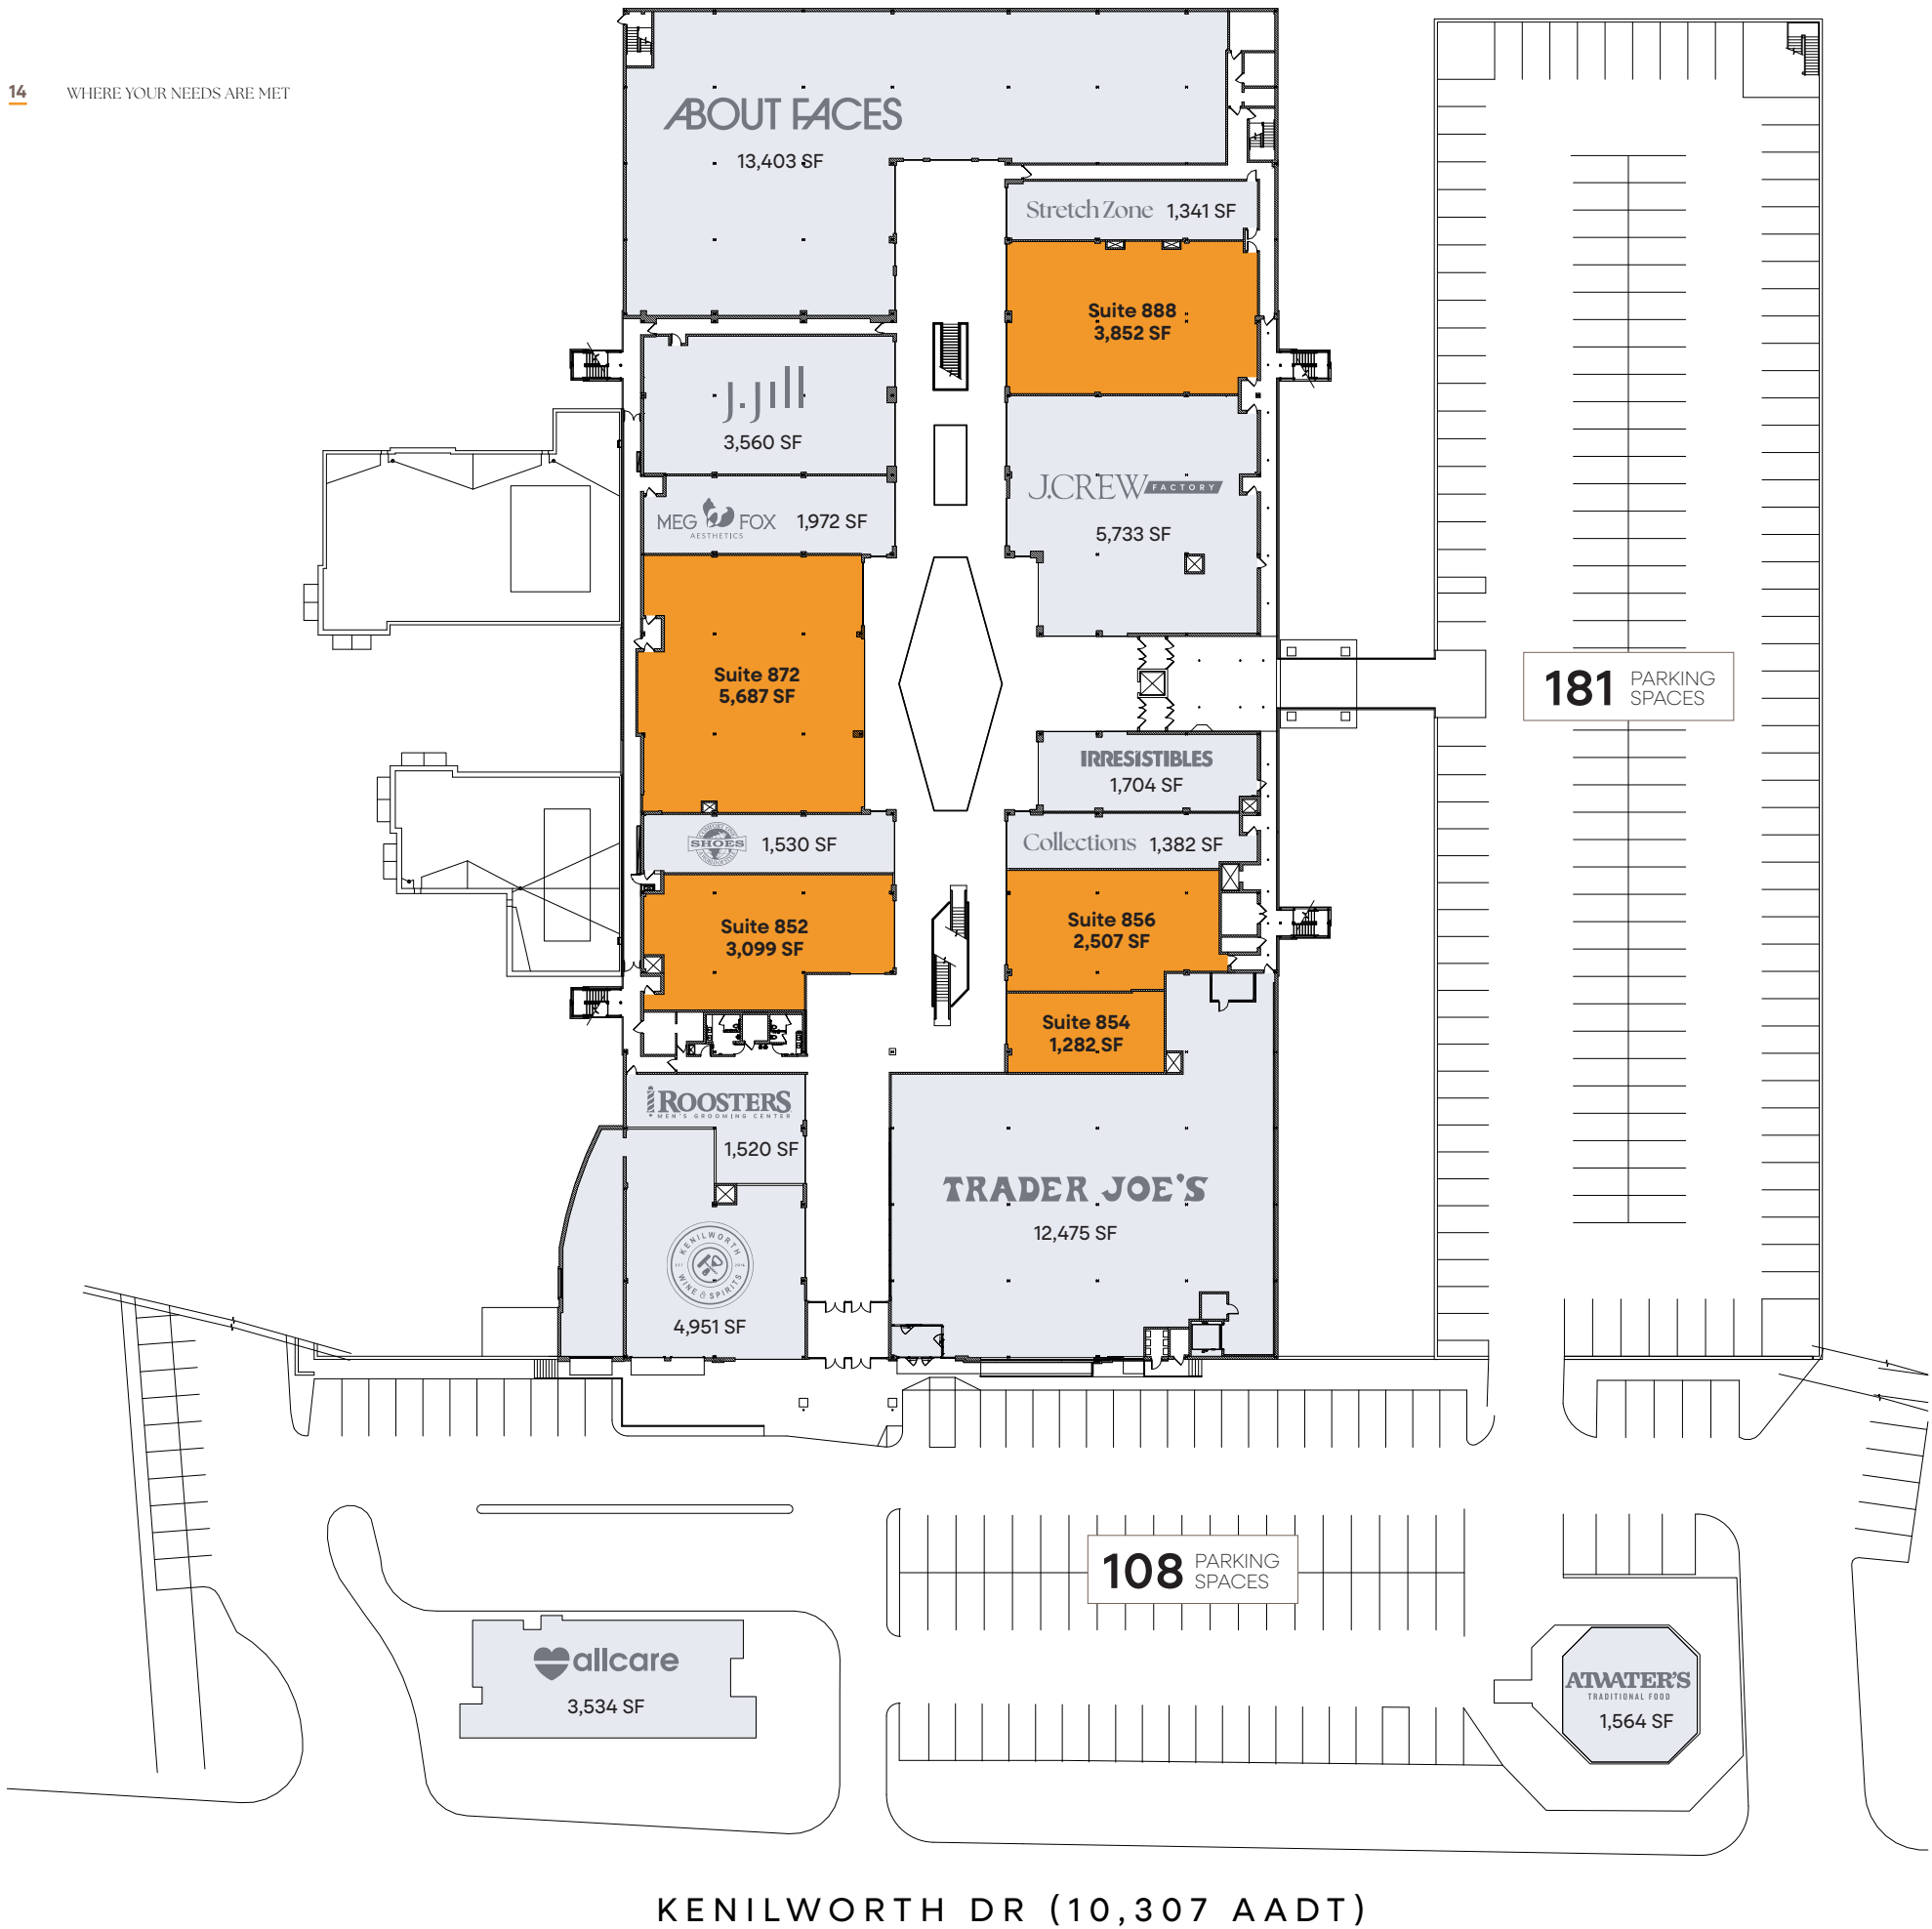 14 WHERE YOUR NEEDS ARE MET
ABOUT FACES
13,403 SF
Stretch Zone 1,341 SF
Suite 888
3,852 SF
J.Jill
3,560 SF
J.CREW FACTORY
5,733 SF
MEG FOX 1,972 SF
AESTHETICS
Suite 872
5,687 SF
181 PARKING
SPACES
IRRESISTIBLES
1,704 SF
SHOES 1,530 SF
Collections 1,382 SF
Suite 852
3,099 SF
Suite 856
2,507 SF
Suite 854
1,282 SF
ROOSTERS
MEN'S GROOMING CENTER
1,520 SF
TRADER JOE'S
12,475 SF
KENILWORTH
WINE & SPIRITS
4,951 SF
108 PARKING
SPACES
allcare
3,534 SF
ATWATER'S
TRADITIONAL FOOD
1,564 SF
KENILWORTH DR (10,307 AADT)